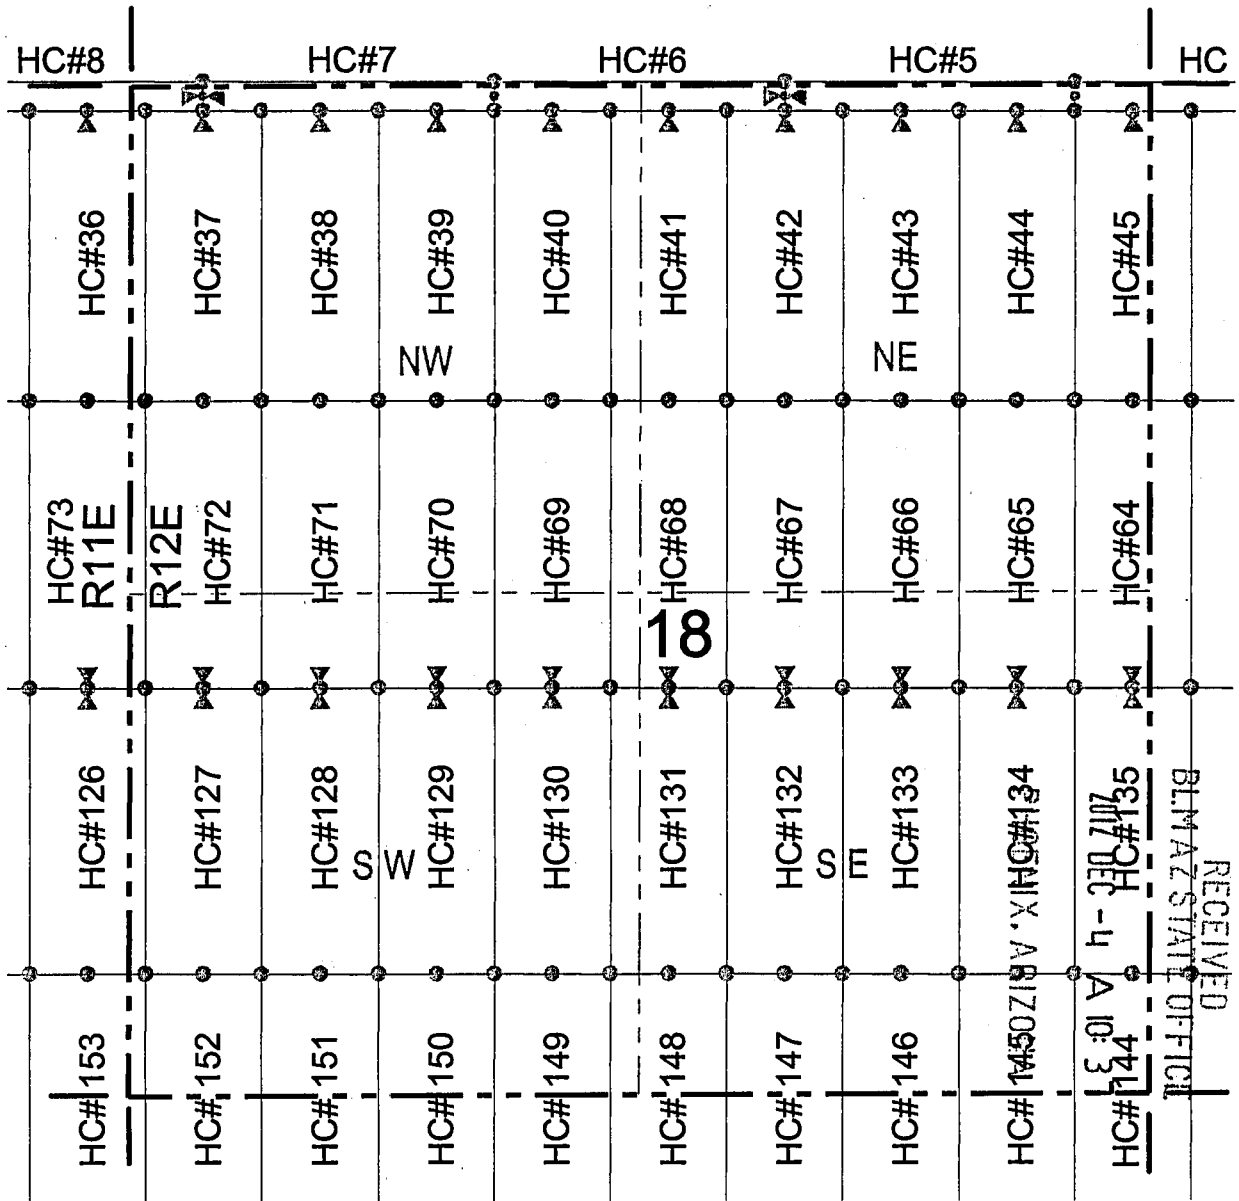 HC#8 HC#7 HC#6 HC#5 HC
HC#36 HC#37 HC#38 HC#39 HC#40 HC#41 HC#42 HC#43 HC#44 HC#45
NW NE
HC#73 R11E R12E HC#72 HC#71 HC#70 HC#69 HC#68 HC#67 HC#66 HC#65 HC#64
18
HC#126 HC#127 HC#128 HC#129 HC#130 HC#131 HC#132 HC#133 HC#134 HC#135
SW SE
HC#153 HC#152 HC#151 HC#150 HC#149 HC#148 HC#147 HC#146 HC#145 HC#144
RECEIVED
BLM AZ STATE OFFICE
2012 DEC -4 A 10: 3
PHOENIX, ARIZONA